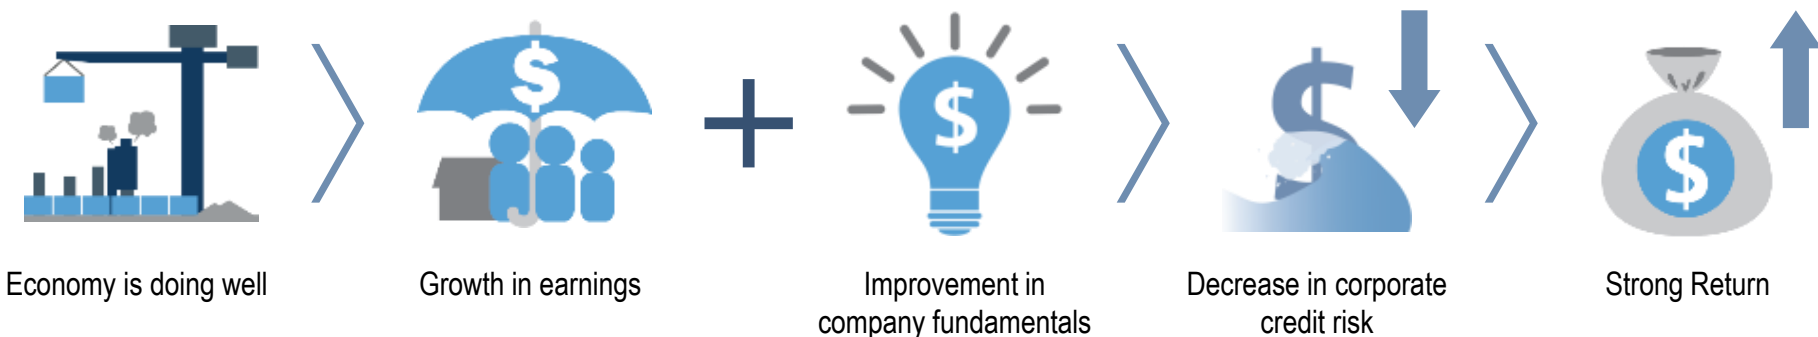 $
$
$
$
Economy is doing well
Growth in earnings
Improvement in
company fundamentals
Decrease in corporate
credit risk
Strong Return